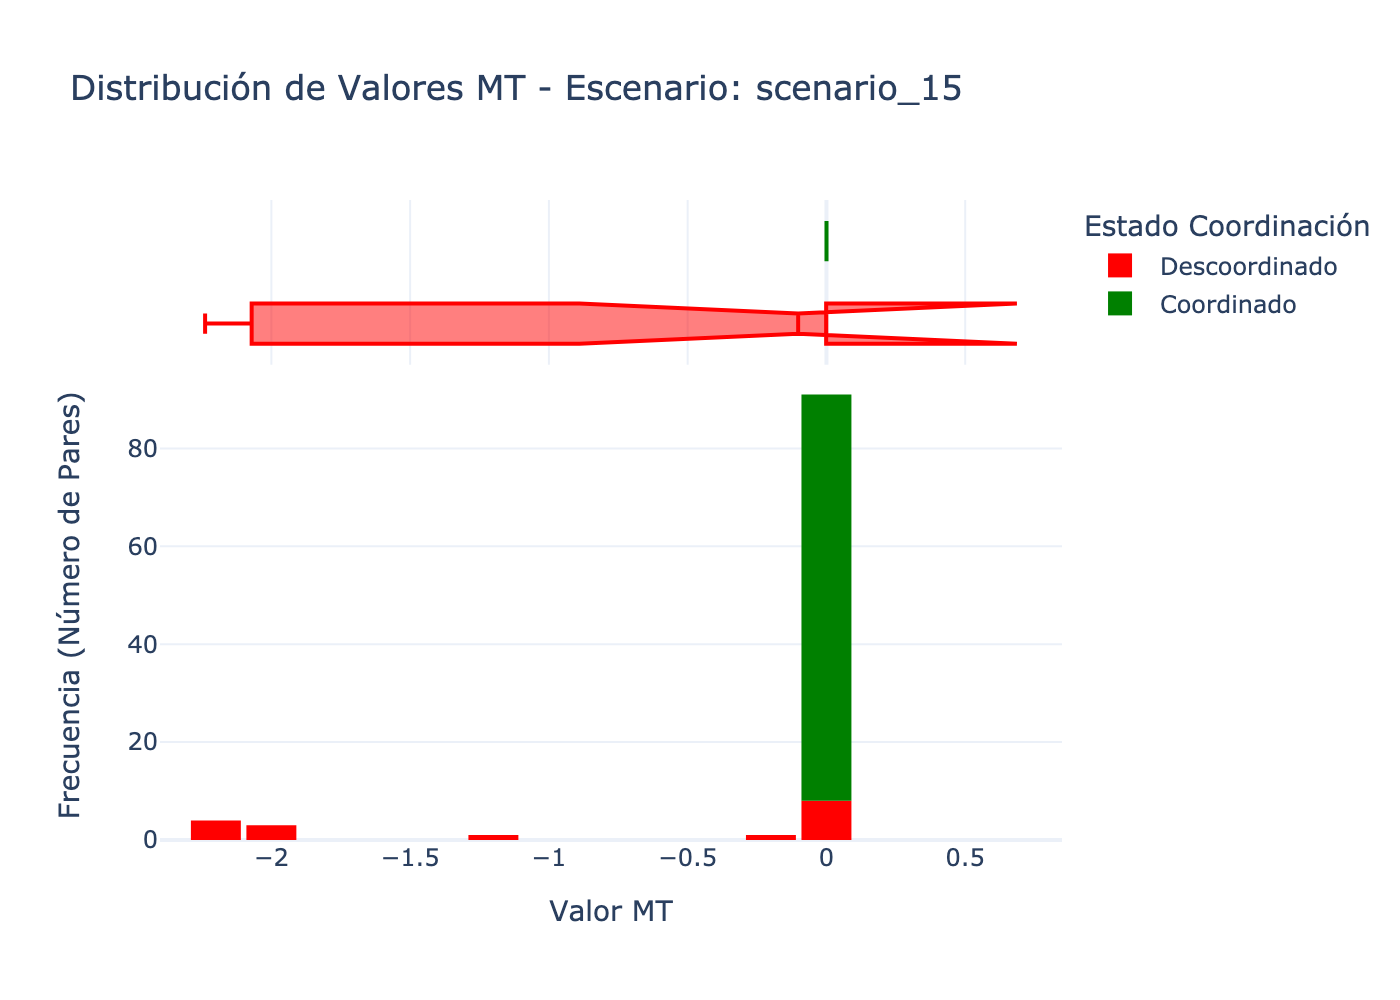 Distribución de Valores MT - Escenario: scenario_15
Estado Coordinación
Descoordinado
Coordinado
Frecuencia (Número de Pares)
80
60
40
20
0
−2
−1.5
−1
−0.5
0
0.5
Valor MT